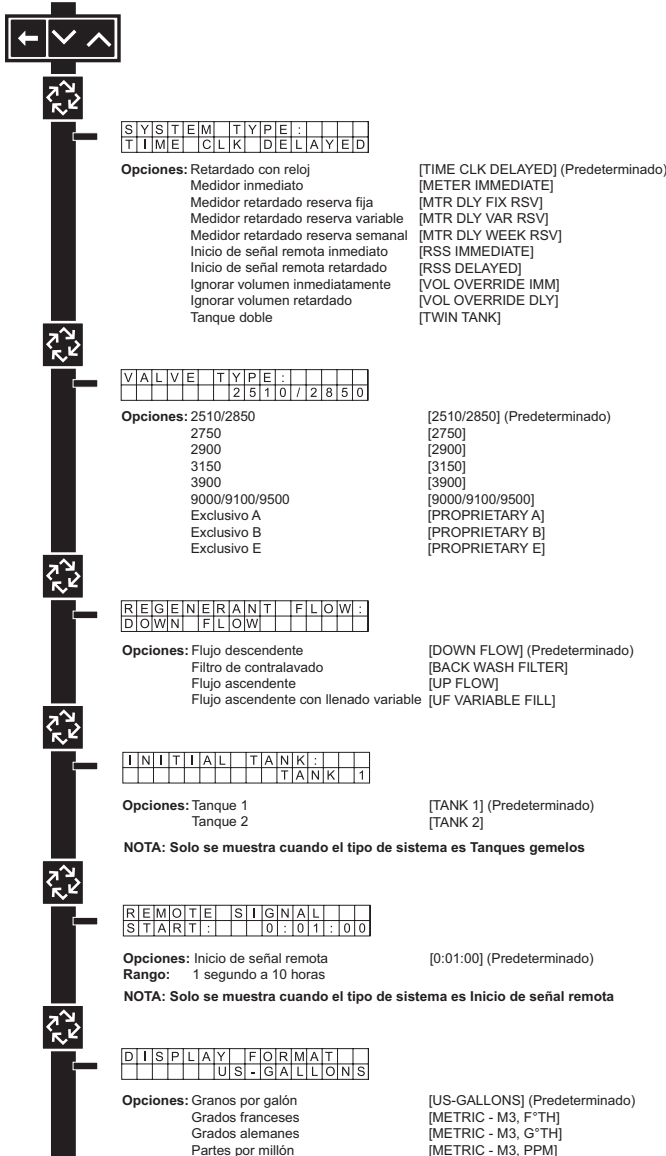 SYSTEM TYPE:
TIME CLK DELAYED
Opciones: Retardado con reloj [TIME CLK DELAYED] (Predeterminado)
Medidor inmediato [METER IMMEDIATE]
Medidor retardado reserva fija [MTR DLY FIX RSV]
Medidor retardado reserva variable [MTR DLY VAR RSV]
Medidor retardado reserva semanal [MTR DLY WEEK RSV]
Inicio de señal remota inmediato [RSS IMMEDIATE]
Inicio de señal remota retardado [RSS DELAYED]
Ignorar volumen inmediatamente [VOL OVERRIDE IMM]
Ignorar volumen retardado [VOL OVERRIDE DLY]
Tanque doble [TWIN TANK]
VALVE TYPE:
2510/2850
Opciones: 2510/2850 [2510/2850] (Predeterminado)
2750 [2750]
2900 [2900]
3150 [3150]
3900 [3900]
9000/9100/9500 [9000/9100/9500]
Exclusivo A [PROPRIETARY A]
Exclusivo B [PROPRIETARY B]
Exclusivo E [PROPRIETARY E]
REGENERANT FLOW:
DOWN FLOW
Opciones: Flujo descendente [DOWN FLOW] (Predeterminado)
Filtro de contralavado [BACK WASH FILTER]
Flujo ascendente [UP FLOW]
Flujo ascendente con llenado variable [UF VARIABLE FILL]
INITIAL TANK:
TANK 1
Opciones: Tanque 1 [TANK 1] (Predeterminado)
Tanque 2 [TANK 2]
NOTA: Solo se muestra cuando el tipo de sistema es Tanques gemelos
REMOTE SIGNAL
START: 0:01:00
Opciones: Inicio de señal remota [0:01:00] (Predeterminado)
Rango: 1 segundo a 10 horas
NOTA: Solo se muestra cuando el tipo de sistema es Inicio de señal remota
DISPLAY FORMAT
US-GALLONS
Opciones: Granos por galón [US-GALLONS] (Predeterminado)
Grados franceses [METRIC - M3, F°TH]
Grados alemanes [METRIC - M3, G°TH]
Partes por millón [METRIC - M3, PPM]